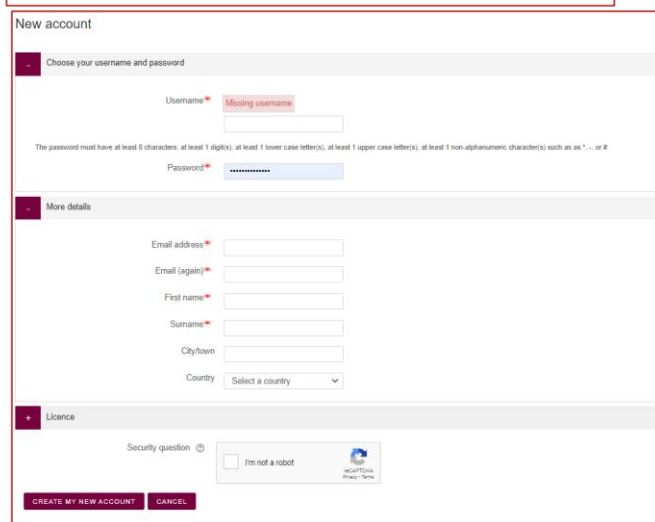 New account
- Choose your username and password
Username* Missing username
The password must have at least 8 characters, at least 1 digit(s), at least 1 lower case letter(s), at least 1 upper case letter(s), at least 1 non-alphanumeric character(s) such as as *, -, or #
Password* ••••••••••••••
- More details
Email address*
Email (again)*
First name*
Surname*
City/town
Country Select a country
+ Licence
Security question ? I'm not a robot
reCAPTCHA
Privacy - Terms
CREATE MY NEW ACCOUNT CANCEL